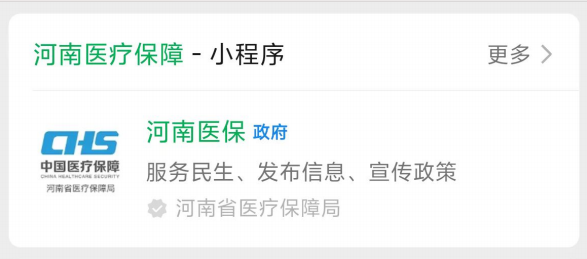 河南医疗保障 - 小程序
更多
河南医保 政府
服务民生、发布信息、宣传政策
河南省医疗保障局
CHS
中国医疗保障
CHINA HEALTHCARE SECURITY
河南省医疗保障局